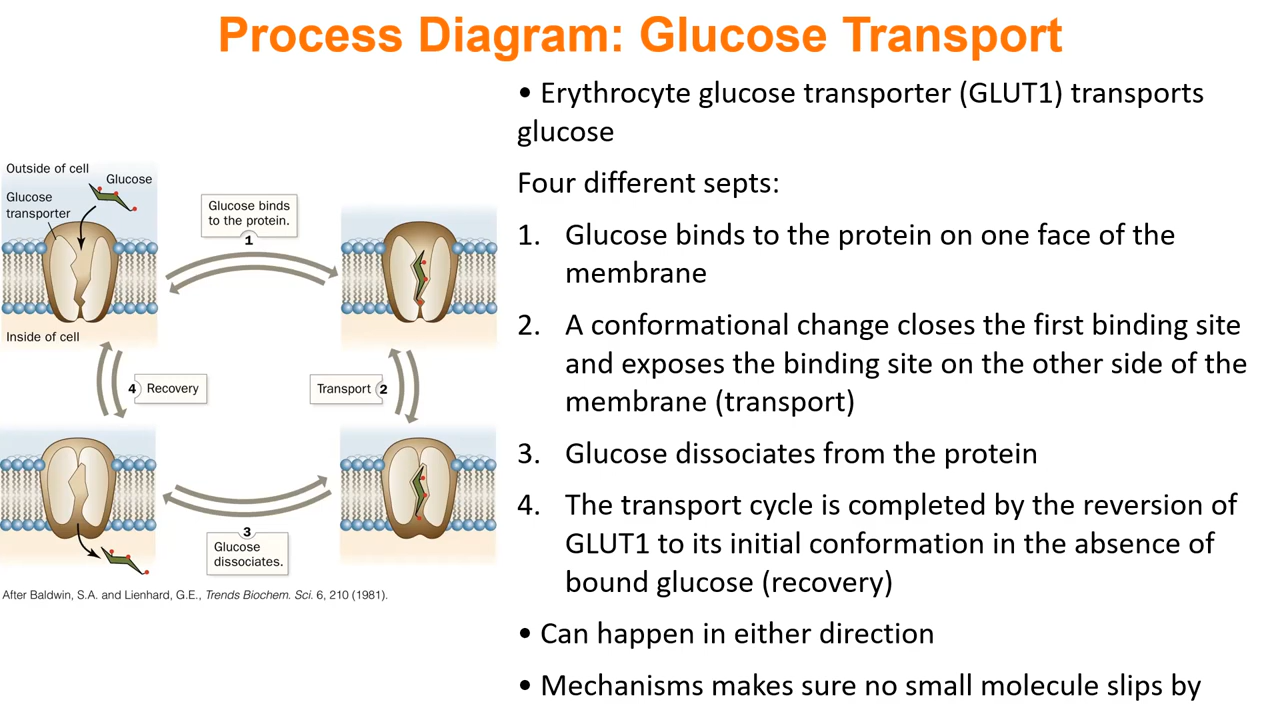 Process Diagram: Glucose Transport
• Erythrocyte glucose transporter (GLUT1) transports
glucose
Four different septs:
1. Glucose binds to the protein on one face of the
membrane
2. A conformational change closes the first binding site
and exposes the binding site on the other side of the
membrane (transport)
3. Glucose dissociates from the protein
4. The transport cycle is completed by the reversion of
GLUT1 to its initial conformation in the absence of
bound glucose (recovery)
• Can happen in either direction
• Mechanisms makes sure no small molecule slips by
Outside of cell
Glucose
Glucose
transporter
Inside of cell
Glucose binds
to the protein.
1
Transport 2
3
Glucose
dissociates.
4 Recovery
After Baldwin, S.A. and Lienhard, G.E., Trends Biochem. Sci. 6, 210 (1981).